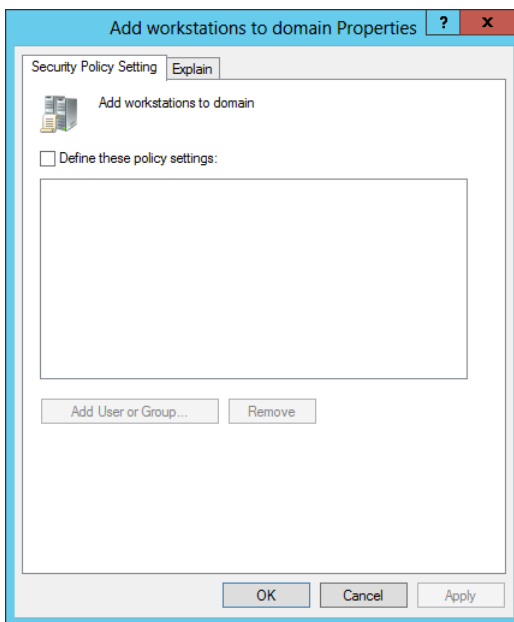 Add workstations to domain Properties ? x
Security Policy Setting Explain
Add workstations to domain
Define these policy settings:
Add User or Group... Remove
OK Cancel Apply